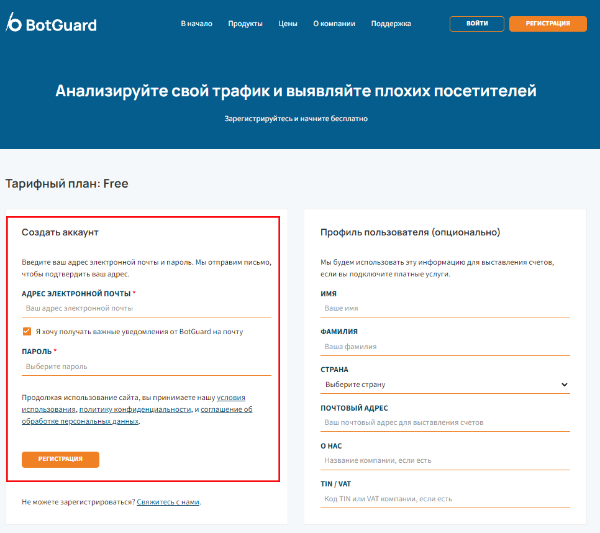 BotGuard
В начало Продукты Цены О компании Поддержка ВОЙТИ РЕГИСТРАЦИЯ
Анализируйте свой трафик и выявляйте плохих посетителей
Зарегистрируйтесь и начните бесплатно
Тарифный план: Free
Создать аккаунт
Введите ваш адрес электронной почты и пароль. Мы отправим письмо,
чтобы подтвердить ваш адрес.
АДРЕС ЭЛЕКТРОННОЙ ПОЧТЫ *
Ваш адрес электронной почты
Я хочу получать важные уведомления от BotGuard на почту
ПАРОЛЬ *
Выберите пароль
Продолжая использование сайта, вы принимаете нашу условия
использования, политику конфиденциальности, и соглашение об
обработке персональных данных.
РЕГИСТРАЦИЯ
Не можете зарегистрироваться? Свяжитесь с нами.
Профиль пользователя (опционально)
Мы будем использовать эту информацию для выставления счетов,
если вы подключите платные услуги.
ИМЯ
Ваше имя
ФАМИЛИЯ
Ваша фамилия
СТРАНА
Выберите страну
ПОЧТОВЫЙ АДРЕС
Ваш почтовый адрес для выставления счетов
О НАС
Название компании, если есть
TIN / VAT
Код TIN или VAT компании, если есть